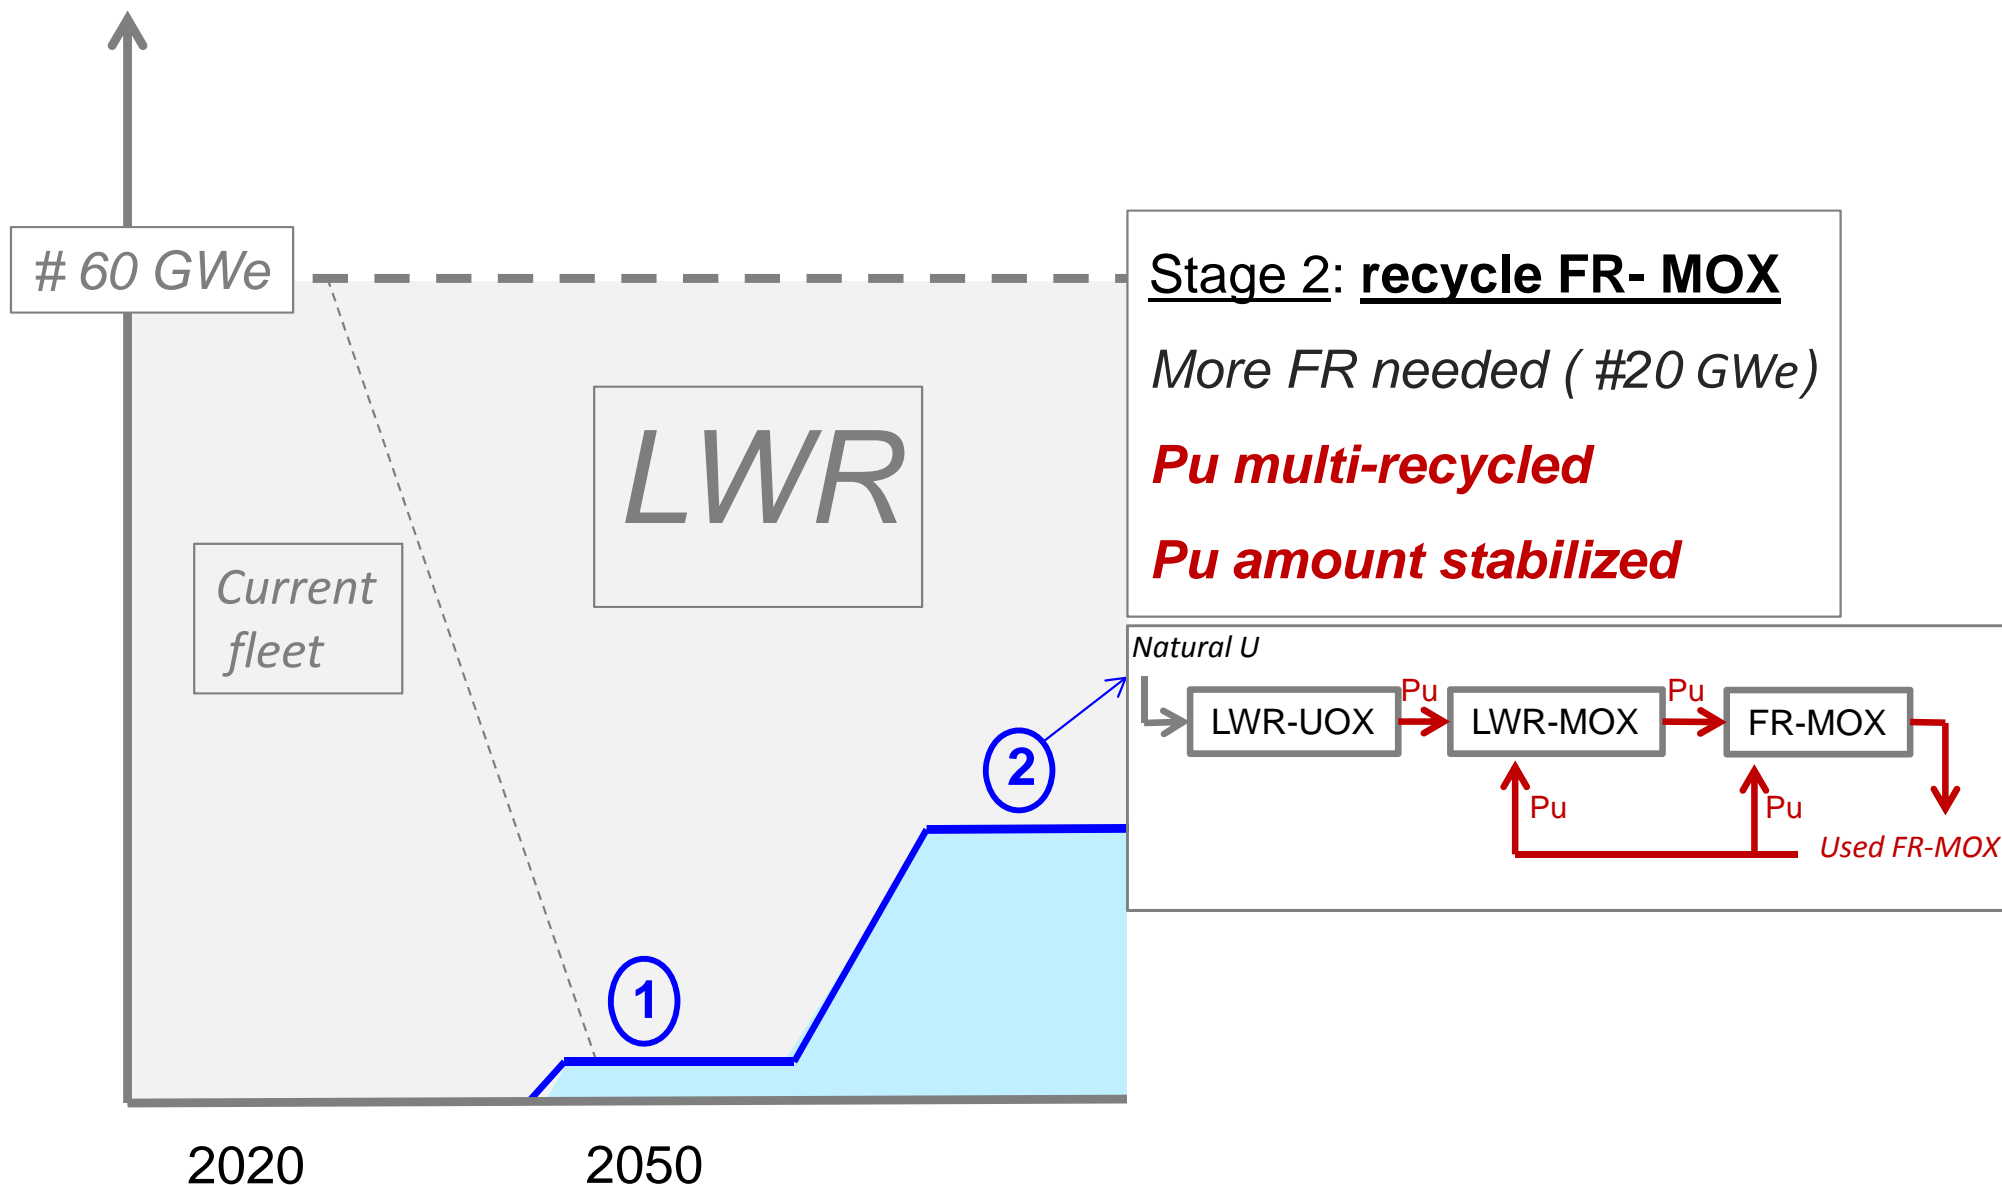 # 60 GWe
Stage 2: recycle FR- MOX
More FR needed ( #20 GWe)
Pu multi-recycled
Pu amount stabilized
LWR
Current
fleet
Natural U
Pu
Pu
LWR-UOX
LWR-MOX
FR-MOX
2
Pu
Pu
Used FR-MOX
1
2020
2050